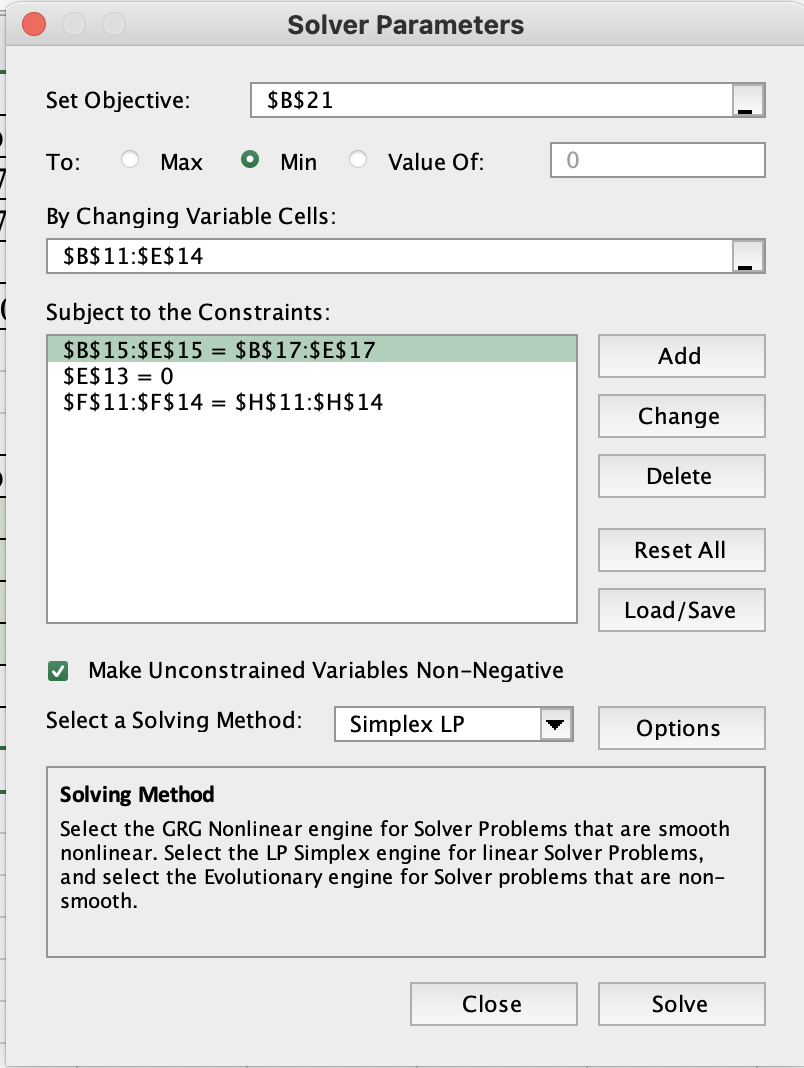 Solver Parameters
Set Objective: $B$21
To: Max Min Value Of: 0
By Changing Variable Cells:
$B$11:$E$14
Subject to the Constraints:
$B$15:$E$15 = $B$17:$E$17
$E$13 = 0
$F$11:$F$14 = $H$11:$H$14
Add
Change
Delete
Reset All
Load/Save
Make Unconstrained Variables Non-Negative
Select a Solving Method: Simplex LP Options
Solving Method
Select the GRG Nonlinear engine for Solver Problems that are smooth
nonlinear. Select the LP Simplex engine for linear Solver Problems,
and select the Evolutionary engine for Solver problems that are non-
smooth.
Close Solve